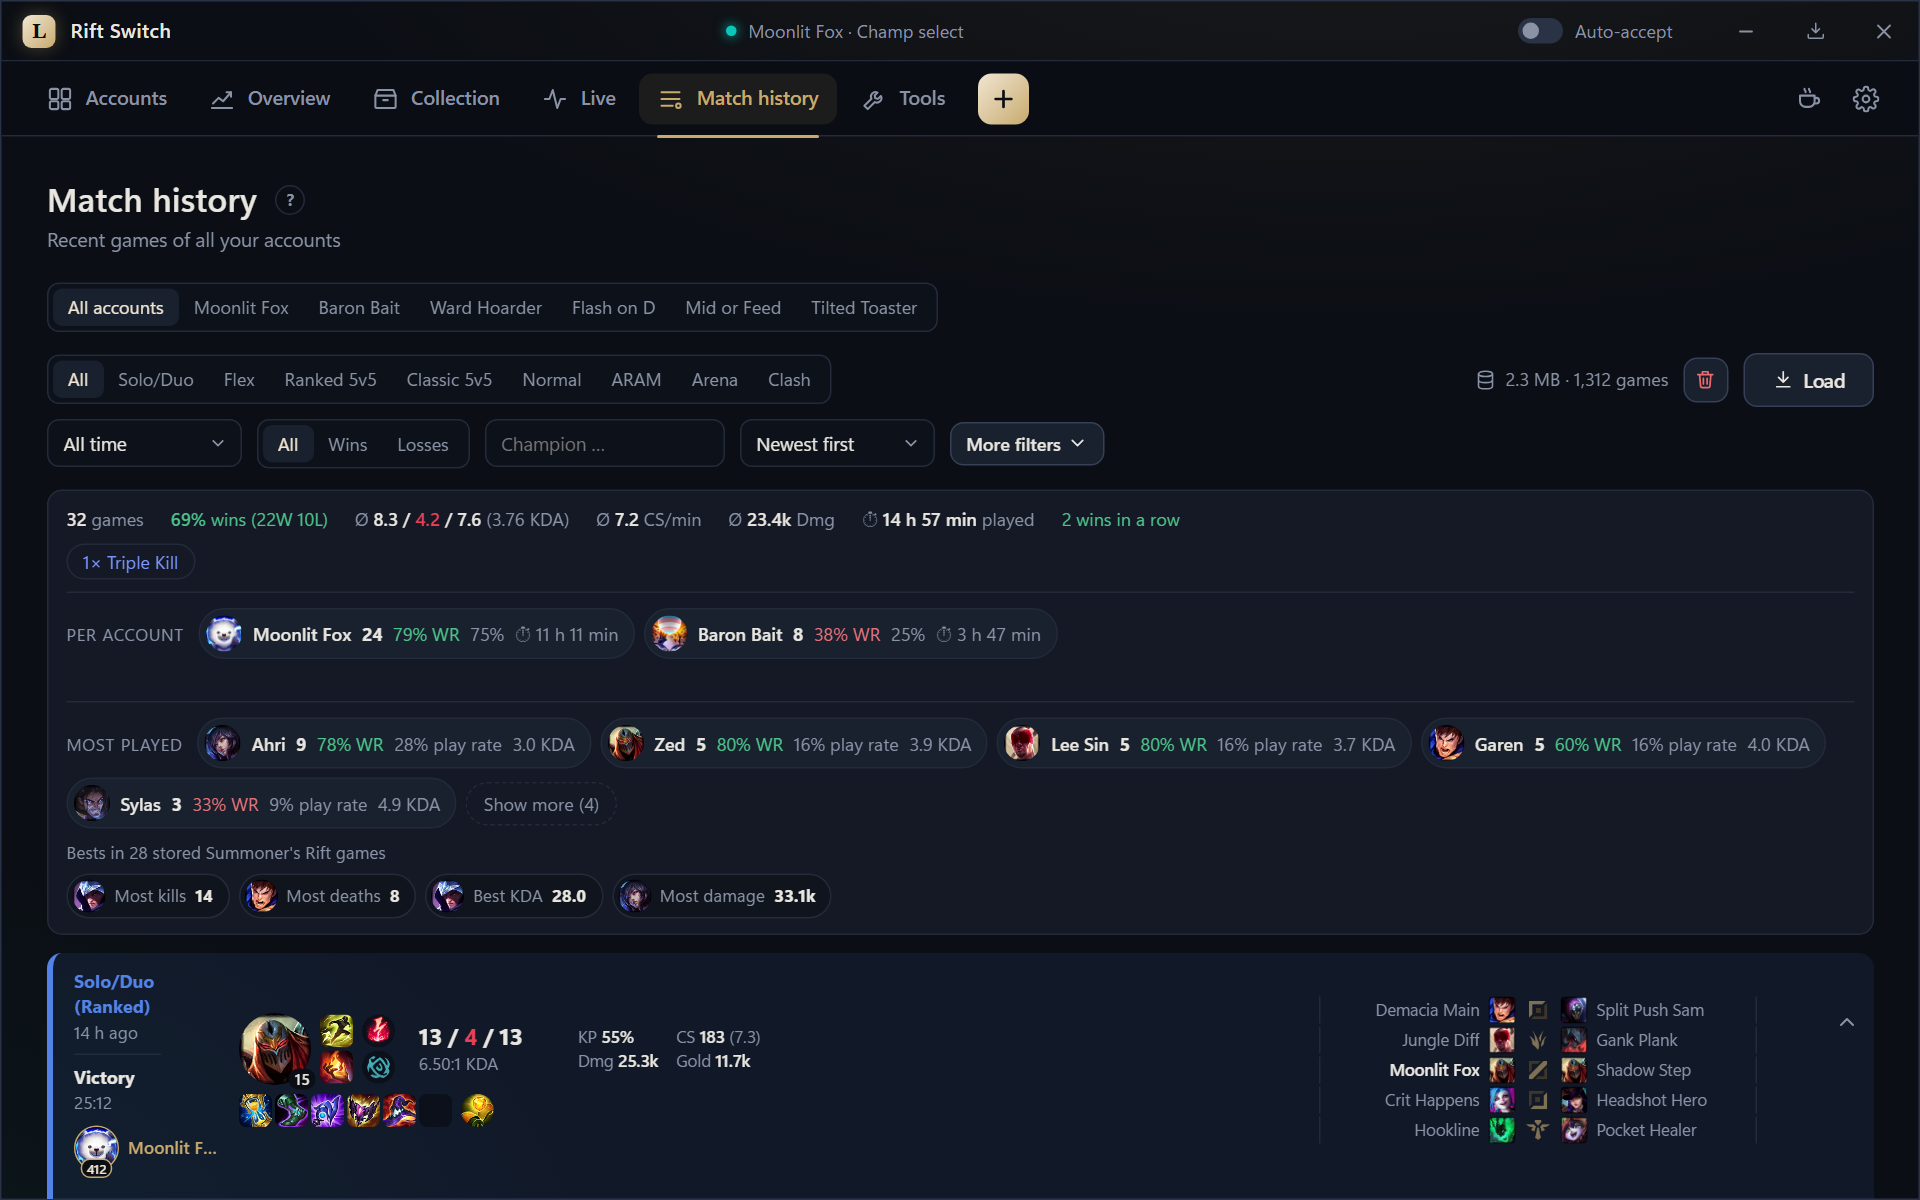 L Rift Switch
Moonlit Fox · Champ select
Auto-accept
Accounts Overview Collection Live Match history Tools +
Match history ?
Recent games of all your accounts
All accounts Moonlit Fox Baron Bait Ward Hoarder Flash on D Mid or Feed Tilted Toaster
All Solo/Duo Flex Ranked 5v5 Classic 5v5 Normal ARAM Arena Clash
2.3 MB · 1,312 games Load
All time All Wins Losses Champion ... Newest first More filters
32 games 69% wins (22W 10L) Ø 8.3 / 4.2 / 7.6 (3.76 KDA) Ø 7.2 CS/min Ø 23.4k Dmg 14 h 57 min played 2 wins in a row
1× Triple Kill
PER ACCOUNT Moonlit Fox 24 79% WR 75% 11 h 11 min Baron Bait 8 38% WR 25% 3 h 47 min
MOST PLAYED Ahri 9 78% WR 28% play rate 3.0 KDA Zed 5 80% WR 16% play rate 3.9 KDA Lee Sin 5 80% WR 16% play rate 3.7 KDA Garen 5 60% WR 16% play rate 4.0 KDA
Sylas 3 33% WR 9% play rate 4.9 KDA Show more (4)
Bests in 28 stored Summoner's Rift games
Most kills 14 Most deaths 8 Best KDA 28.0 Most damage 33.1k
Solo/Duo
(Ranked)
14 h ago
Victory
25:12
412 Moonlit F...
15
13 / 4 / 13
6.50:1 KDA
KP 55% CS 183 (7.3)
Dmg 25.3k Gold 11.7k
Demacia Main Split Push Sam
Jungle Diff Gank Plank
Moonlit Fox Shadow Step
Crit Happens Headshot Hero
Hookline Pocket Healer